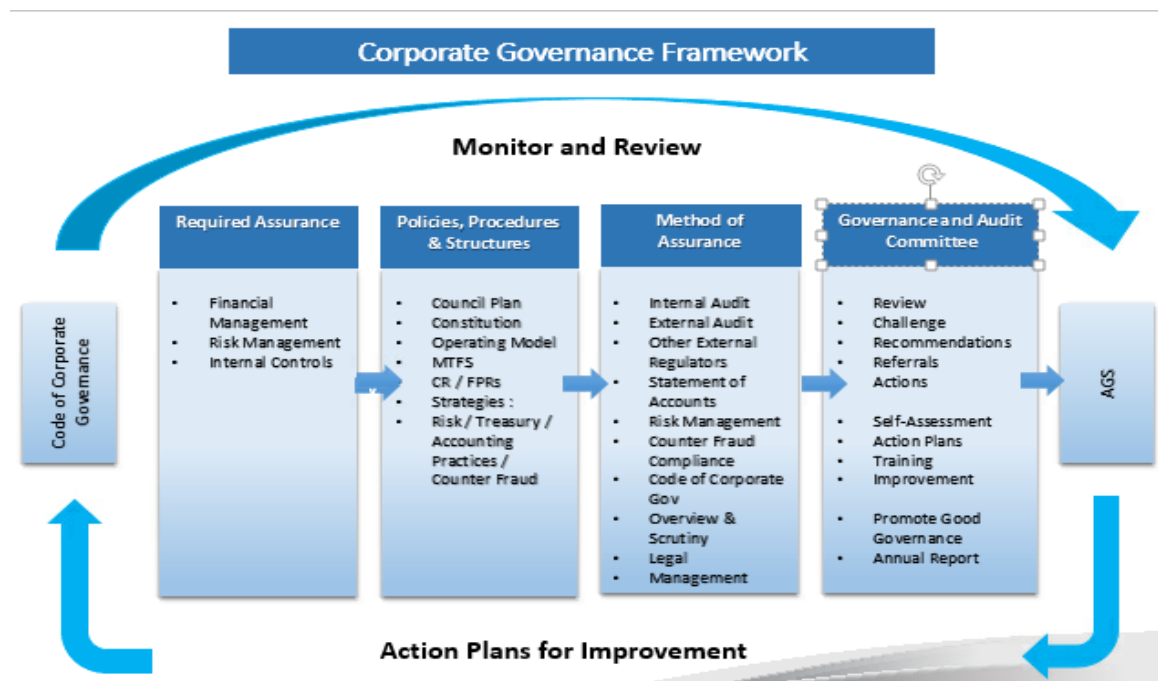 Corporate Governance Framework
Monitor and Review
Code of Corporate
Governance
Required Assurance
• Financial
Management
• Risk Management
• Internal Controls
Policies, Procedures
& Structures
• Council Plan
• Constitution
• Operating Model
• MTFS
• CR / FPRs
• Strategies :
• Risk / Treasury /
Accounting
Practices /
Counter Fraud
x
Method of
Assurance
• Internal Audit
• External Audit
• Other External
Regulators
• Statement of
Accounts
• Risk Management
• Counter Fraud
Compliance
• Code of Corporate
Gov
• Overview &
Scrutiny
• Legal
• Management
Governance and Audit
Committee
• Review
• Challenge
• Recommendations
• Referrals
• Actions
• Self-Assessment
• Action Plans
• Training
• Improvement
• Promote Good
Governance
• Annual Report
AGS
Action Plans for Improvement